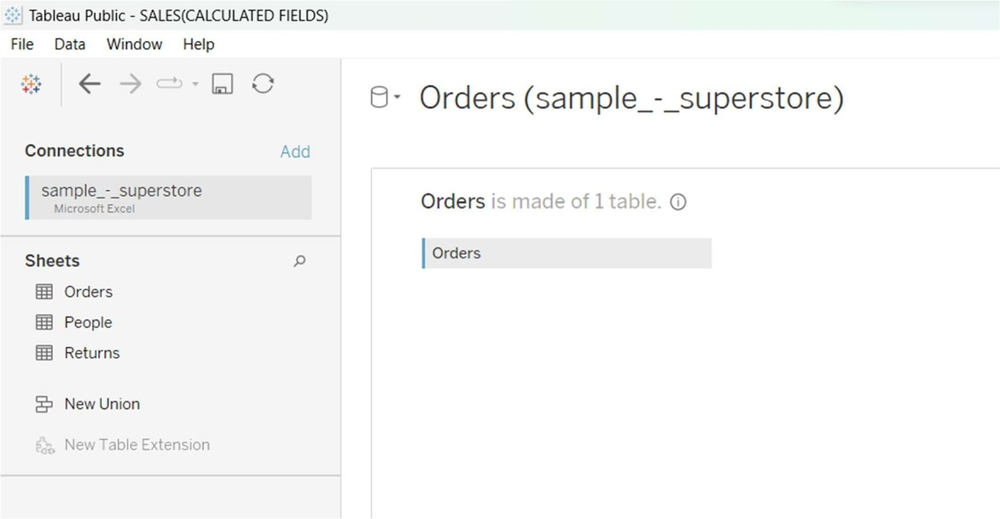 Tableau Public - SALES(CALCULATED FIELDS)
File Data Window Help
Connections Add
sample_-_superstore
Microsoft Excel
Sheets
Orders
People
Returns
New Union
New Table Extension
Orders (sample_-_superstore)
Orders is made of 1 table.
Orders